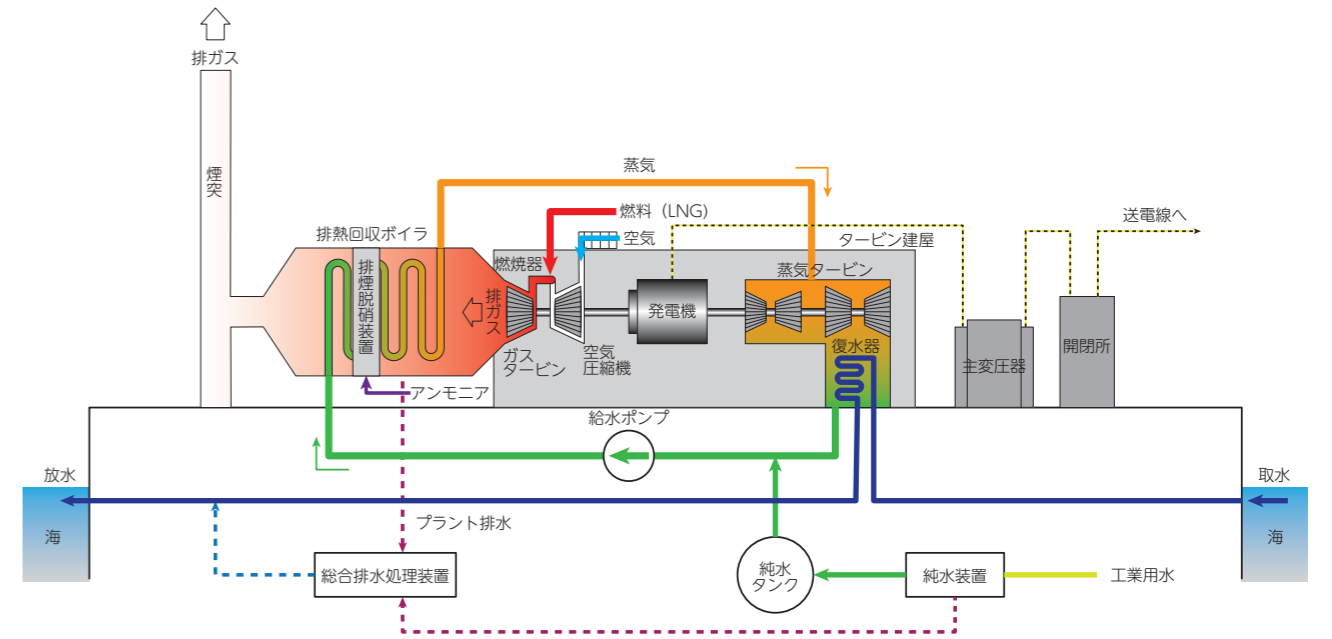 排ガス
煙突
蒸気
燃料（LNG）
空気
送電線へ
排熱回収ボイラ
タービン建屋
燃焼器
蒸気タービン
排煙脱硝装置
排ガス
発電機
ガス
タービン
空気
圧縮機
復水器
主変圧器
開閉所
アンモニア
給水ポンプ
放水
取水
海
海
プラント排水
総合排水処理装置
純水
タンク
純水装置
工業用水